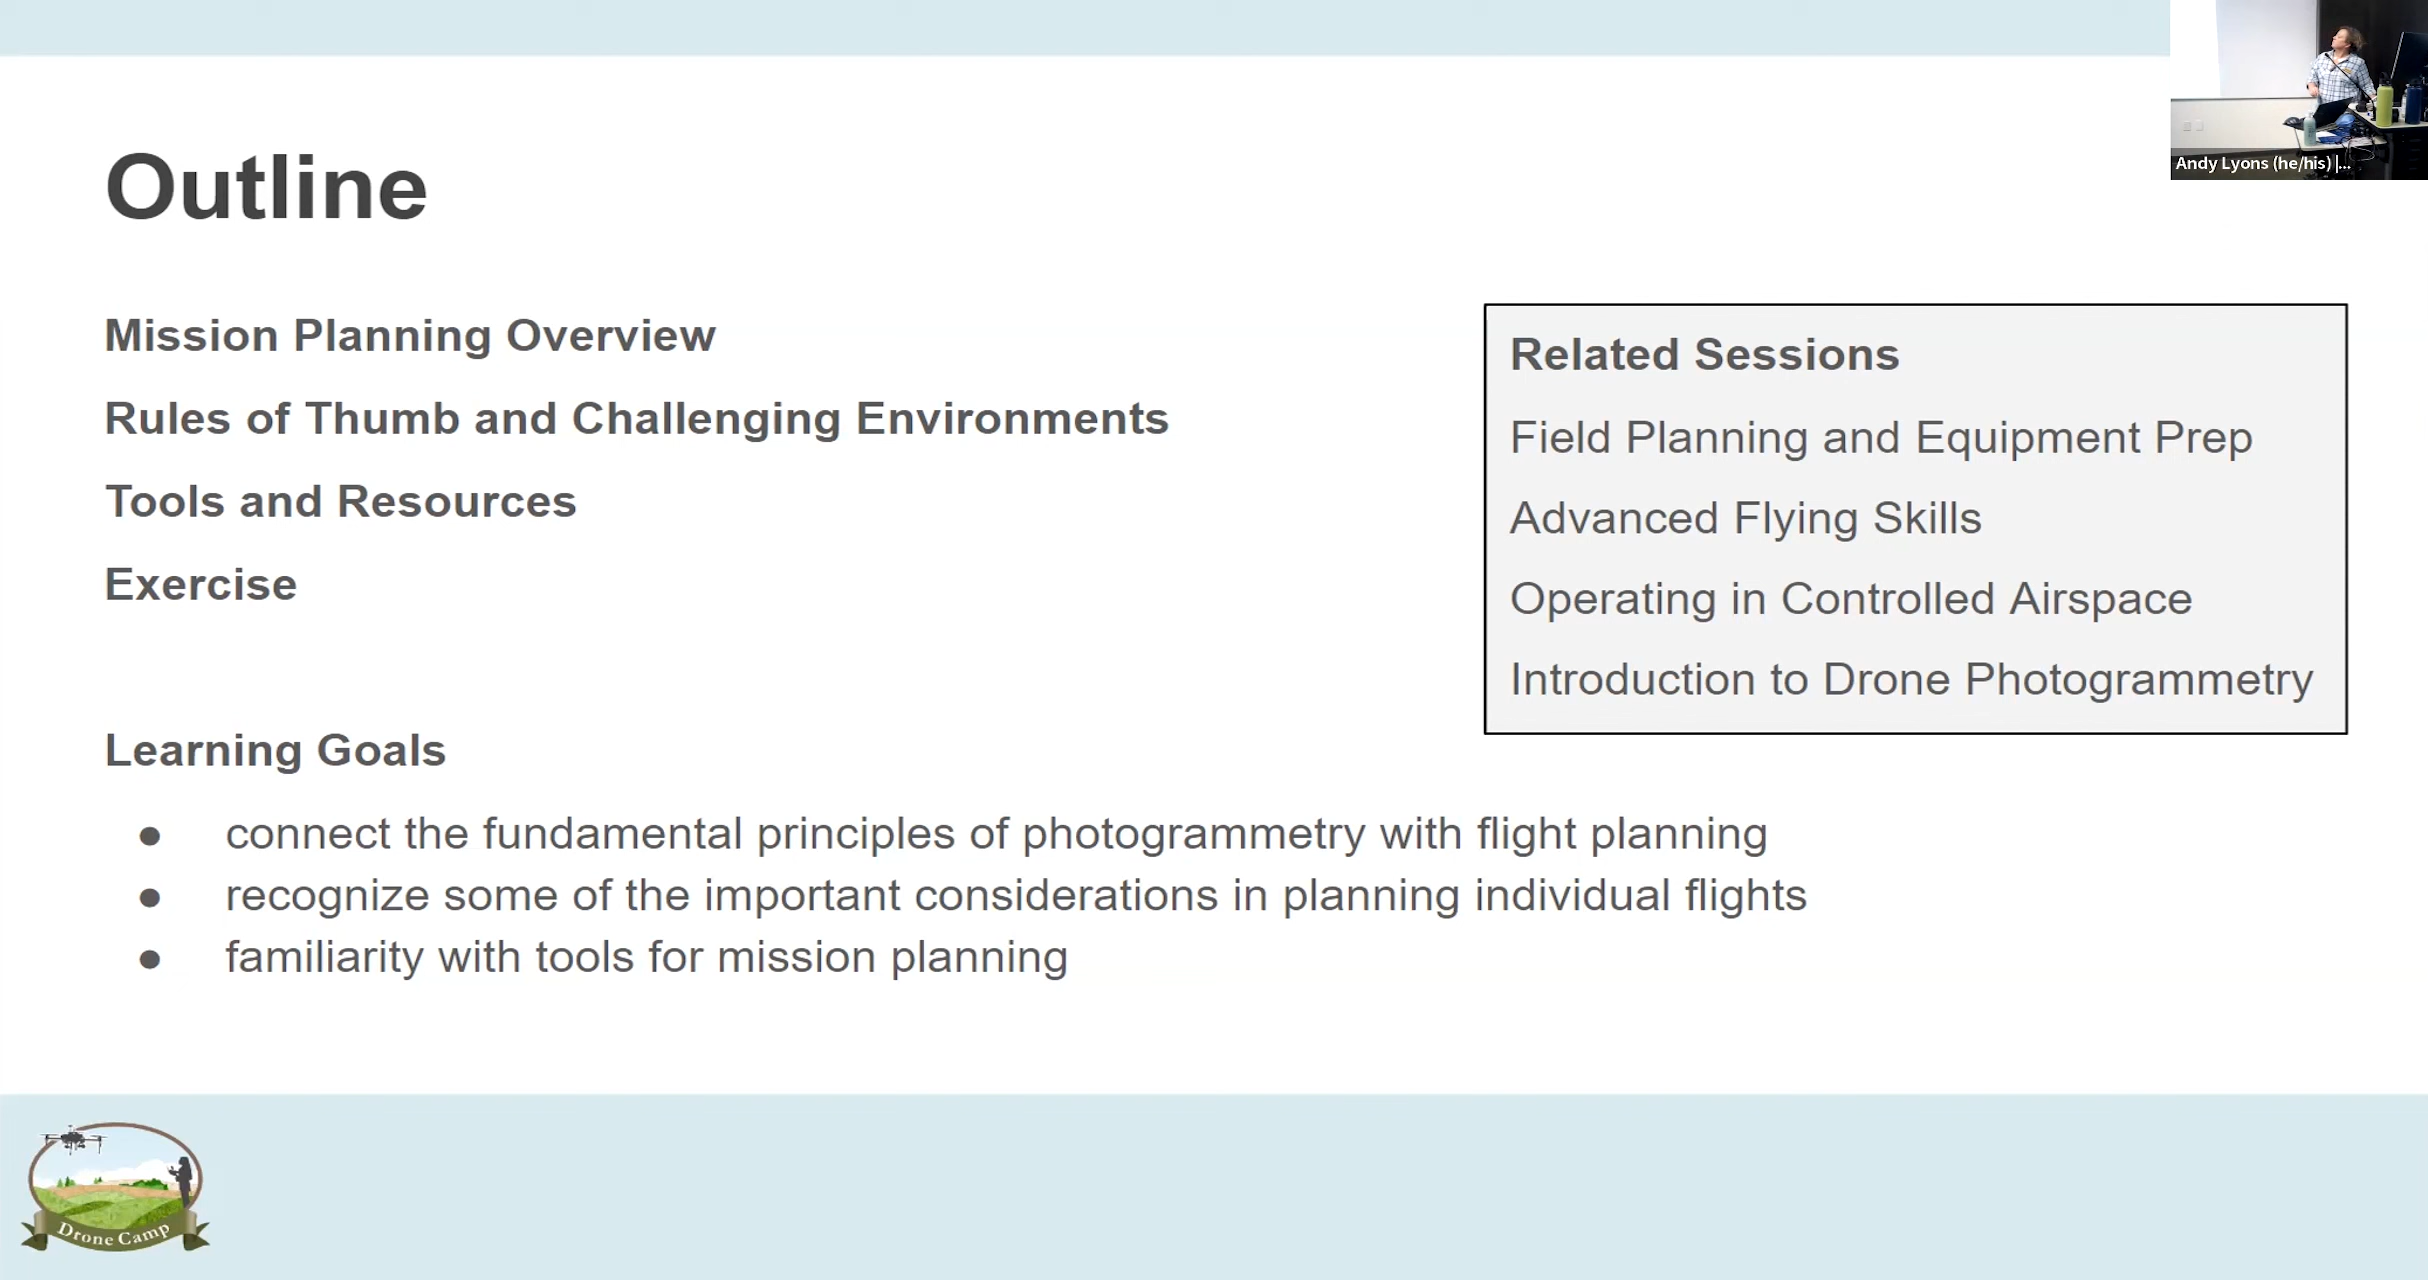 Outline
Mission Planning Overview
Rules of Thumb and Challenging Environments
Tools and Resources
Exercise
Learning Goals
● connect the fundamental principles of photogrammetry with flight planning
● recognize some of the important considerations in planning individual flights
● familiarity with tools for mission planning
Related Sessions
Field Planning and Equipment Prep
Advanced Flying Skills
Operating in Controlled Airspace
Introduction to Drone Photogrammetry
Andy Lyons (he/his) |...
Drone Camp